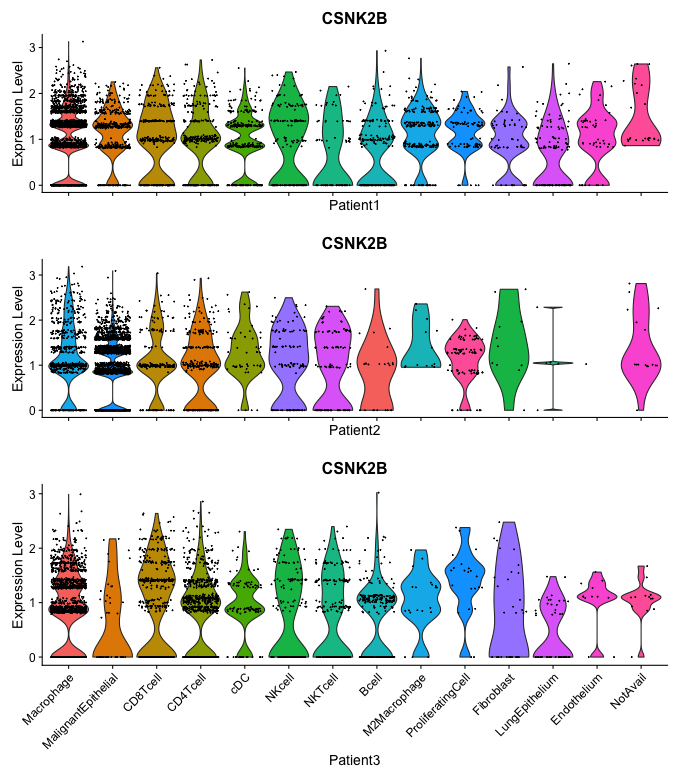 CSNK2B
Expression Level
3
2
1
0
Patient1
CSNK2B
Expression Level
3
2
1
0
Patient2
CSNK2B
Expression Level
3
2
1
0
Macrophage
MalignantEpithelial
CD8Tcell
CD4Tcell
cDC
NKcell
NKTcell
Bcell
M2Macrophage
ProliferatingCell
Fibroblast
LungEpithelium
Endothelium
NotAvail
Patient3